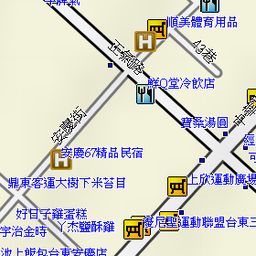 順美體育用品
43巷
正氣路
鮮Q堂冷飲店
安慶街
寶桑湯圓
安慶67精品民宿
上欣運動廣場
鼎東客運大樹下米苔目
好日子雞蛋糕
丫杰鹽酥雞
宇治金時
運動聯盟台東三
池上飯包台東安慶店